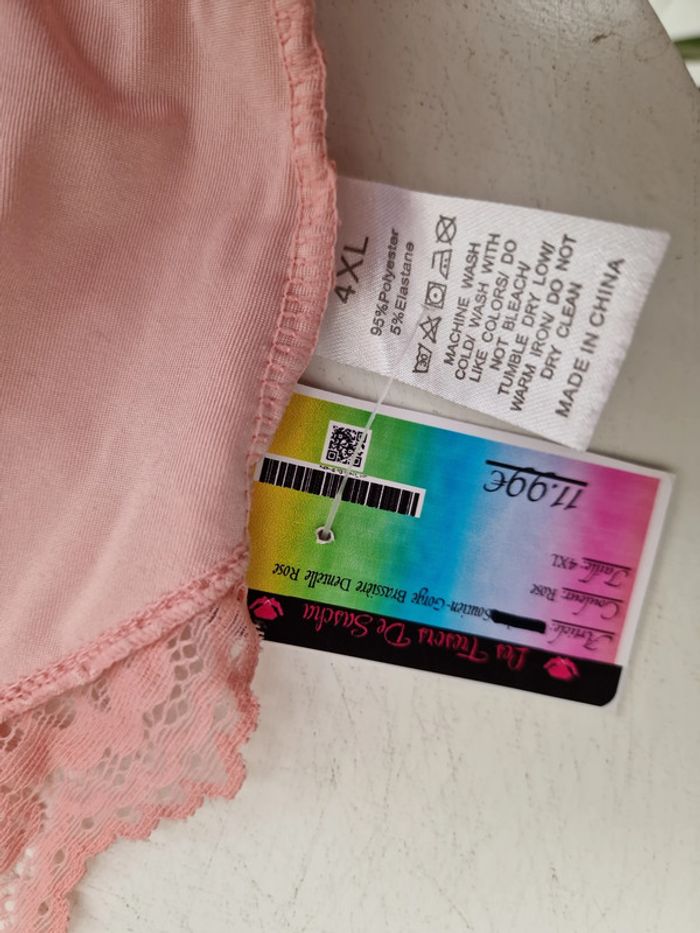 4XL
95%Polyester
5%Elastane
30
MACHINE WASH
COLD/ WASH WITH
LIKE COLORS/ DO
NOT BLEACH/
TUMBLE DRY LOW/
WARM IRON/ DO NOT
DRY CLEAN
MADE IN CHINA
Les Trésors De Sascha
Article: Soutien-Gorge Brassière Dentelle Rose
Couleur: Rose
Taille: 4XL
11.99€